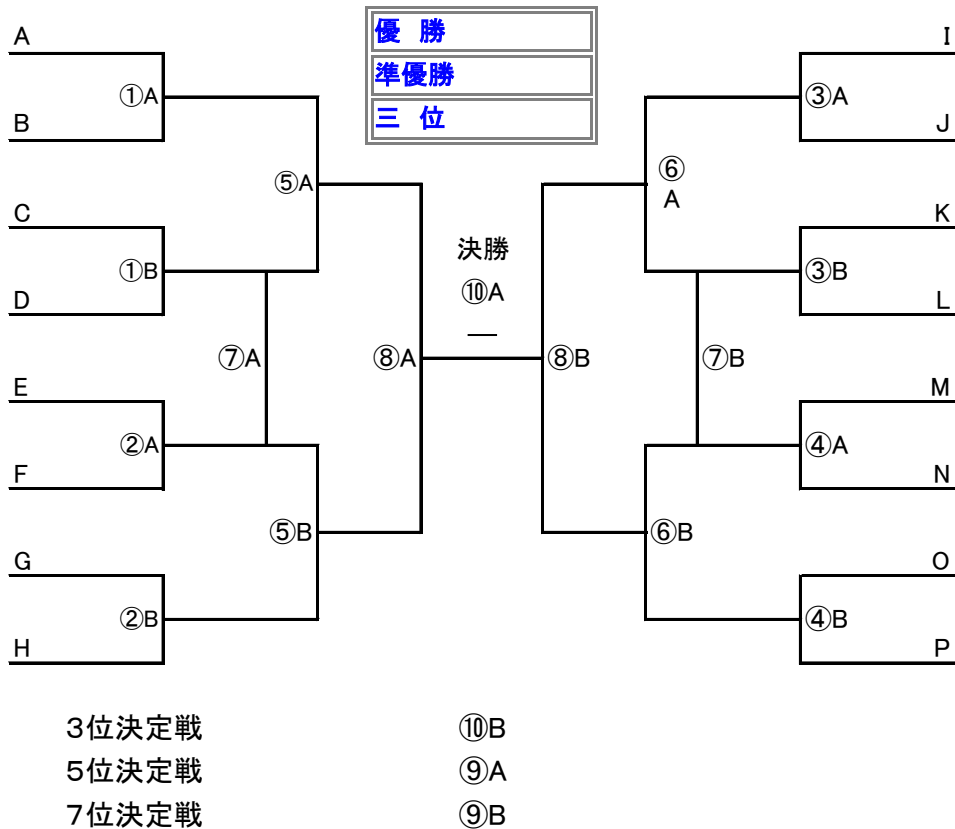 優 勝
準優勝
三 位
A
①A
B
⑤A
C
①B
D
⑦A
⑧A
E
②A
F
⑤B
G
②B
H
決勝
⑩A
―
I
③A
J
⑥
A
K
③B
L
⑧B
⑦B
M
④A
N
⑥B
O
④B
P
3位決定戦 ⑩B
5位決定戦 ⑨A
7位決定戦 ⑨B